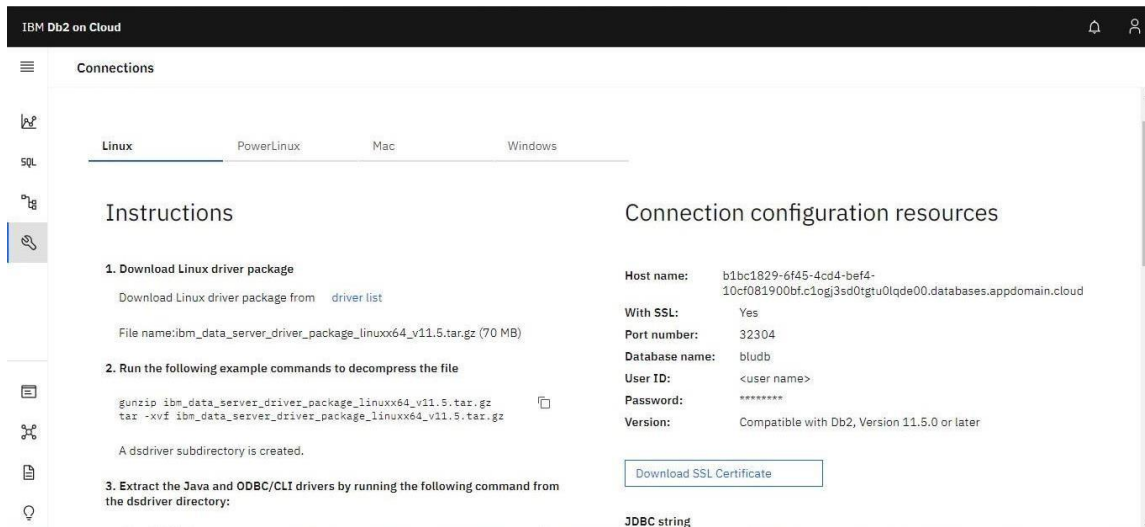 IBM Db2 on Cloud
Connections
Linux
PowerLinux
Mac
Windows
SQL
Instructions
1. Download Linux driver package
Download Linux driver package from driver list
File name:ibm_data_server_driver_package_linuxx64_v11.5.tar.gz (70 MB)
2. Run the following example commands to decompress the file
gunzip ibm_data_server_driver_package_linuxx64_v11.5.tar.gz
tar -xvf ibm_data_server_driver_package_linuxx64_v11.5.tar.gz
A dsdriver subdirectory is created.
3. Extract the Java and ODBC/CLI drivers by running the following command from
the dsdriver directory:
Connection configuration resources
Host name: b1bc1829-6f45-4cd4-bef4-
10cf081900bf.c1ogj3sd0tgtu0lqde00.databases.appdomain.cloud
With SSL: Yes
Port number: 32304
Database name: bludb
User ID: <user name>
Password: ********
Version: Compatible with Db2, Version 11.5.0 or later
Download SSL Certificate
JDBC string